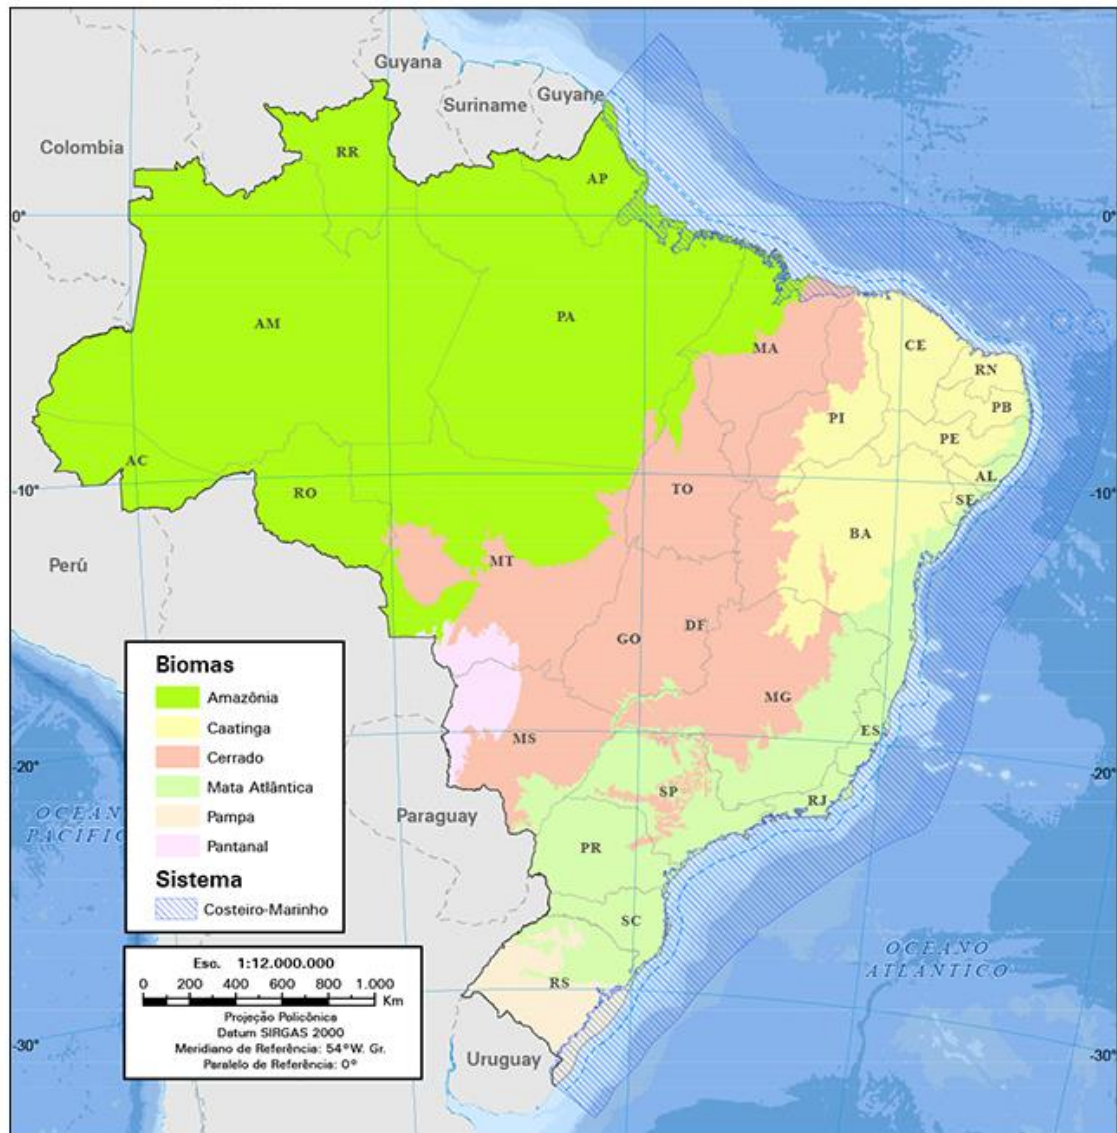 Guyana
Guyane
Suriname
Colombia
RR
AP
0°
0°
AM
PA
MA
CE
RN
PB
PI
PE
AC
AL
-10°
RO
TO
SE
-10°
BA
Perú
MT
DF
GO
MG
MS
ES
-20°
-20°
SP
RJ
OCEANO
PACÍFICO
Paraguay
PR
SC
RS
OCEANO
ATLÂNTICO
Uruguay
-30°
-30°
Biomas
Amazônia
Caatinga
Cerrado
Mata Atlântica
Pampa
Pantanal
Sistema
Costeiro-Marinho
Esc. 1:12.000.000
0 200 400 600 800 1.000
Km
Projeção Policônica
Datum SIRGAS 2000
Meridiano de Referência: 54°W. Gr.
Paralelo de Referência: 0°